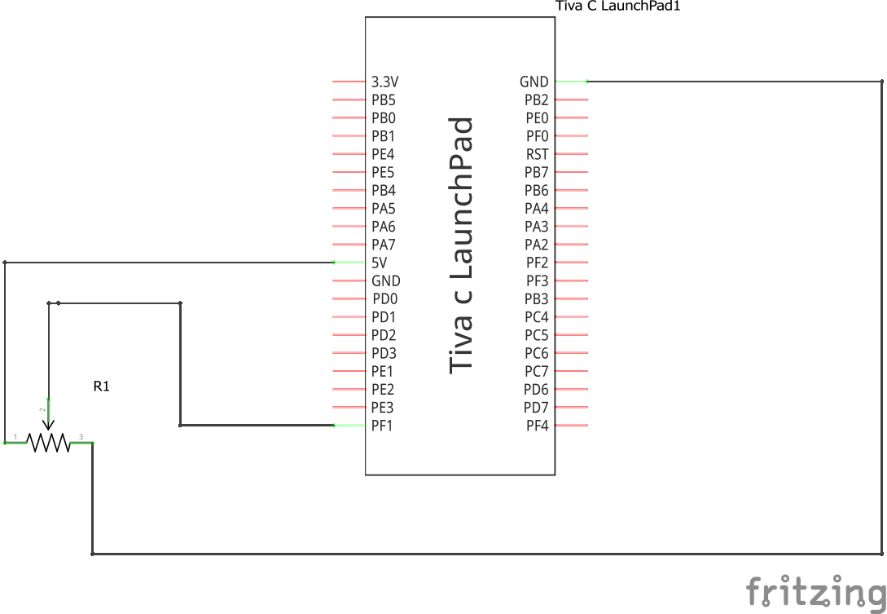 Tiva C LaunchPad1
3.3V
PB5
PB0
PB1
PE4
PE5
PB4
PA5
PA6
PA7
5V
GND
PD0
PD1
PD2
PD3
PE1
PE2
PE3
PF1
Tiva c LaunchPad
GND
PB2
PE0
PF0
RST
PB7
PB6
PA4
PA3
PA2
PF2
PF3
PB3
PC4
PC5
PC6
PC7
PD6
PD7
PF4
R1
2
1
3
fritzing